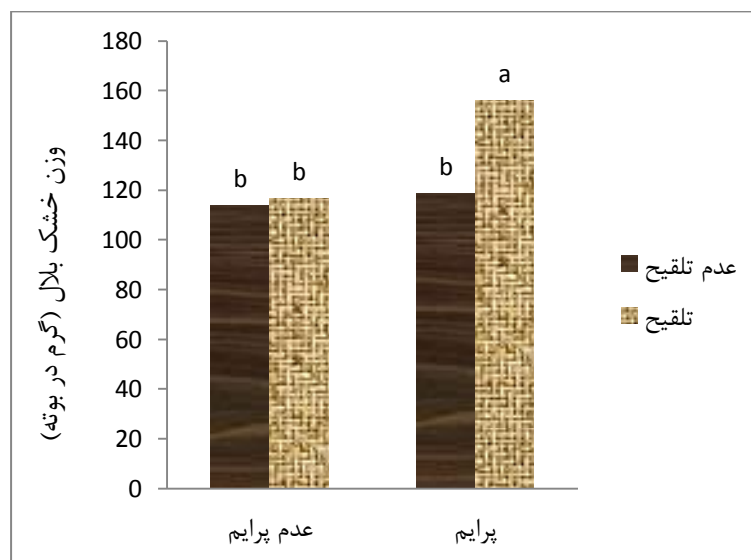 وزن خشک بلال (گرم در بوته)
180
160
140
120
100
80
60
40
20
0
b
b
b
a
عدم پرایم
پرایم
عدم تلقیح
تلقیح